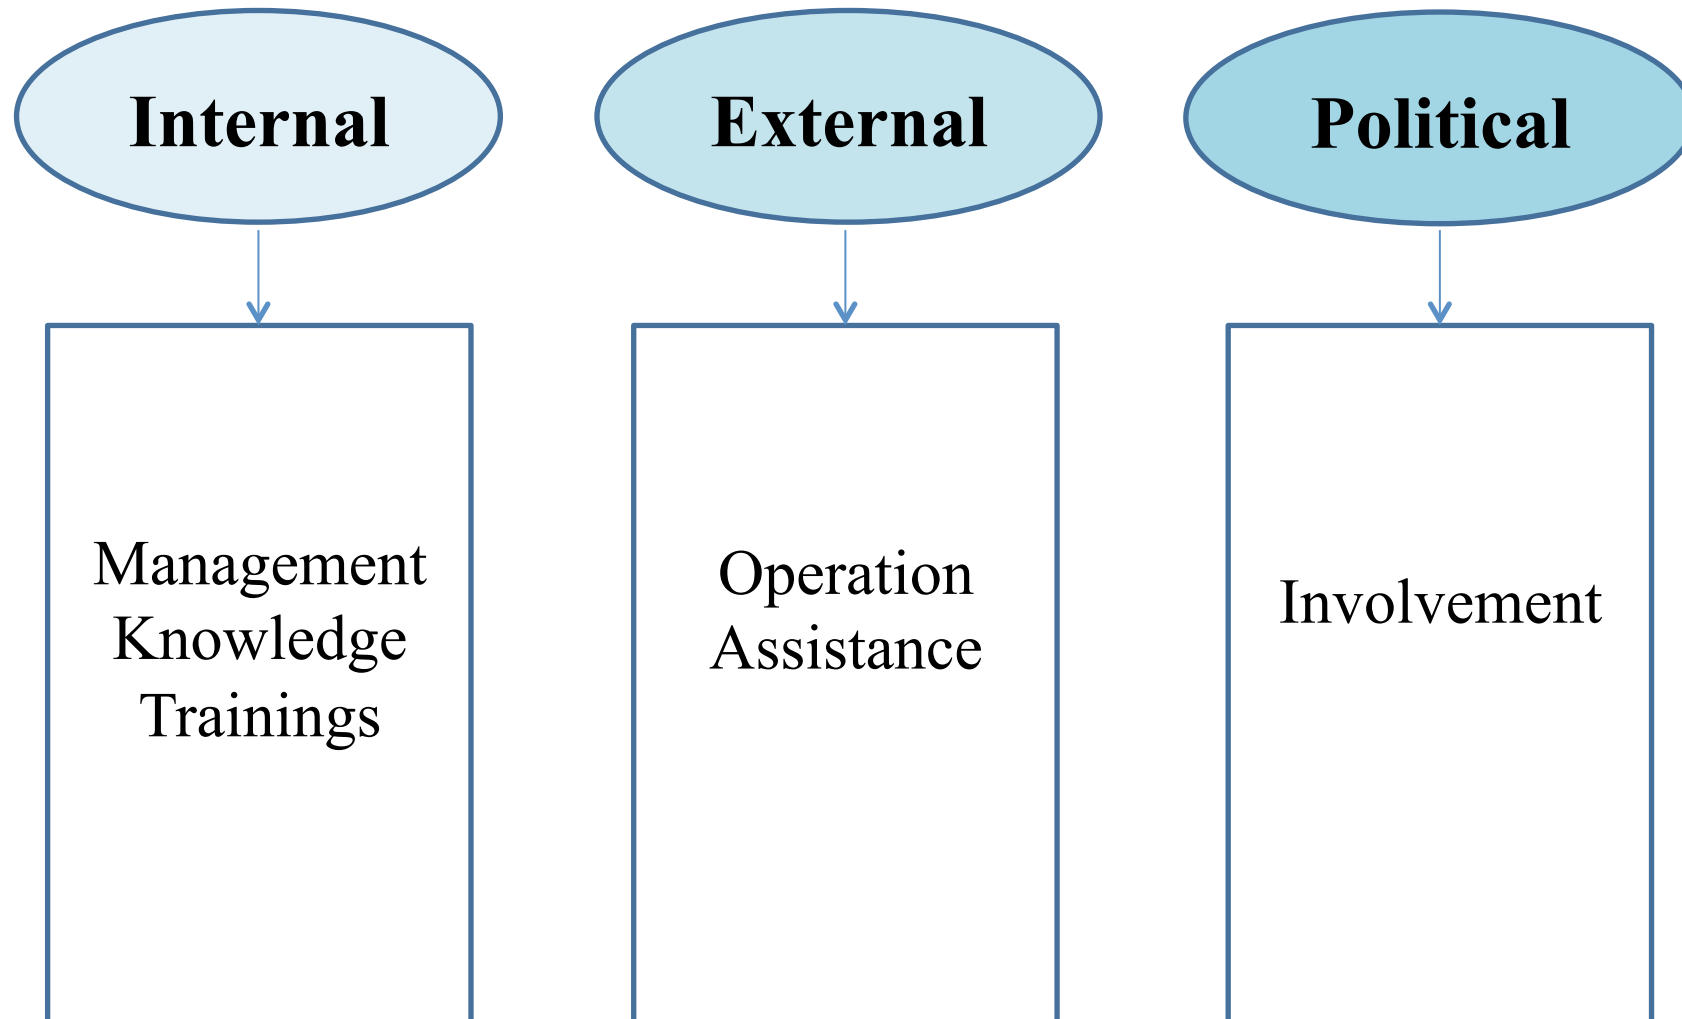 Internal
Management
Knowledge
Trainings
External
Operation
Assistance
Political
Involvement